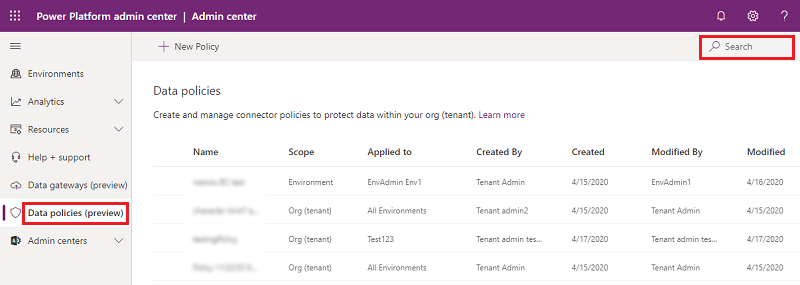 Power Platform admin center | Admin center
New Policy
Search
Environments
Analytics
Resources
Help + support
Data gateways (preview)
Data policies (preview)
Admin centers
Data policies
Create and manage connector policies to protect data within your org (tenant). Learn more
Name Scope Applied to Created By Created Modified By Modified
Environment EnvAdmin Env1 Tenant Admin 4/15/2020 EnvAdmin1 4/16/2020
Org (tenant) All Environments Tenant admin2 4/15/2020 Tenant Admin 4/15/2020
Org (tenant) Test123 Tenant admin tes... 4/17/2020 Tenant admin tes... 4/17/2020
Org (tenant) All Environments Tenant Admin 4/15/2020 Tenant Admin 4/15/2020